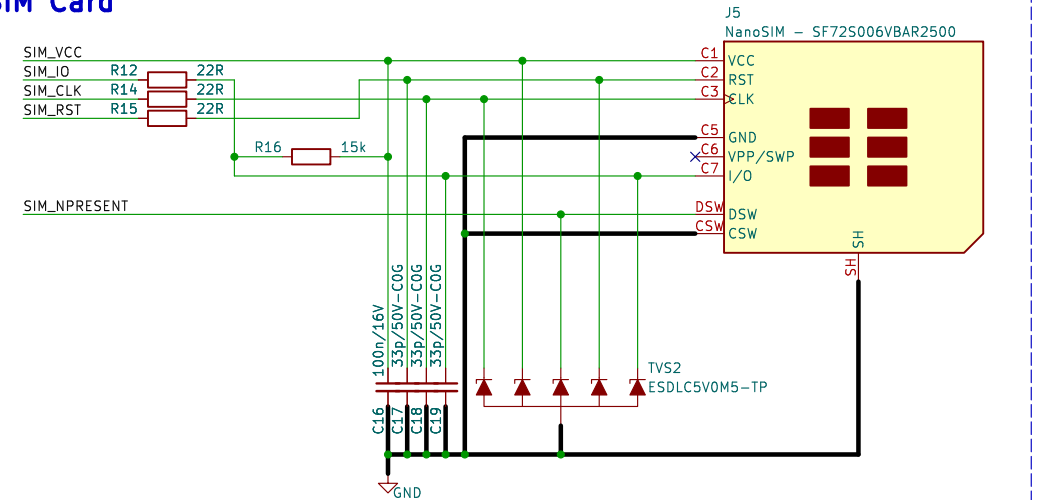 SIM Card
J5
NanoSIM - SF72S006VBAR2500
SIM_VCC
SIM_IO
SIM_CLK
SIM_RST
R12 22R
R14 22R
R15 22R
R16 15k
SIM_NPRESENT
C1 VCC
C2 RST
C3 CLK
C5 GND
C6 VPP/SWP
C7 I/O
DSW DSW
CSW CSW
SH
SH
100n/16V
33p/50V-C0G
33p/50V-C0G
33p/50V-C0G
C16
C17
C18
C19
TVS2
ESDLC5V0M5-TP
GND